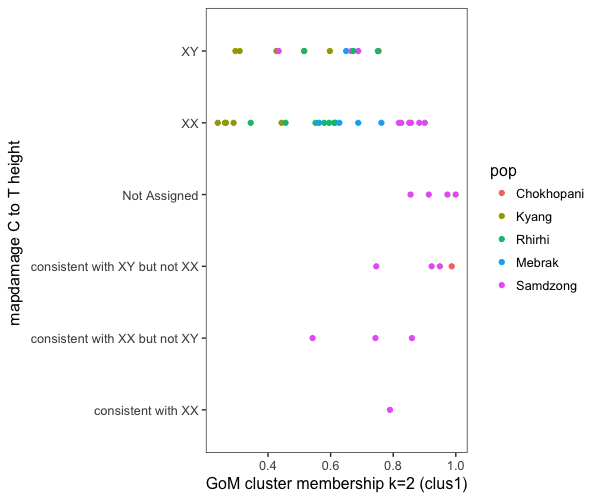 mapdamage C to T height
XY
XX
Not Assigned
consistent with XY but not XX
consistent with XX but not XY
consistent with XX
0.4 0.6 0.8 1.0
GoM cluster membership k=2 (clus1)
pop
Chokhopani
Kyang
Rhirhi
Mebrak
Samdzong